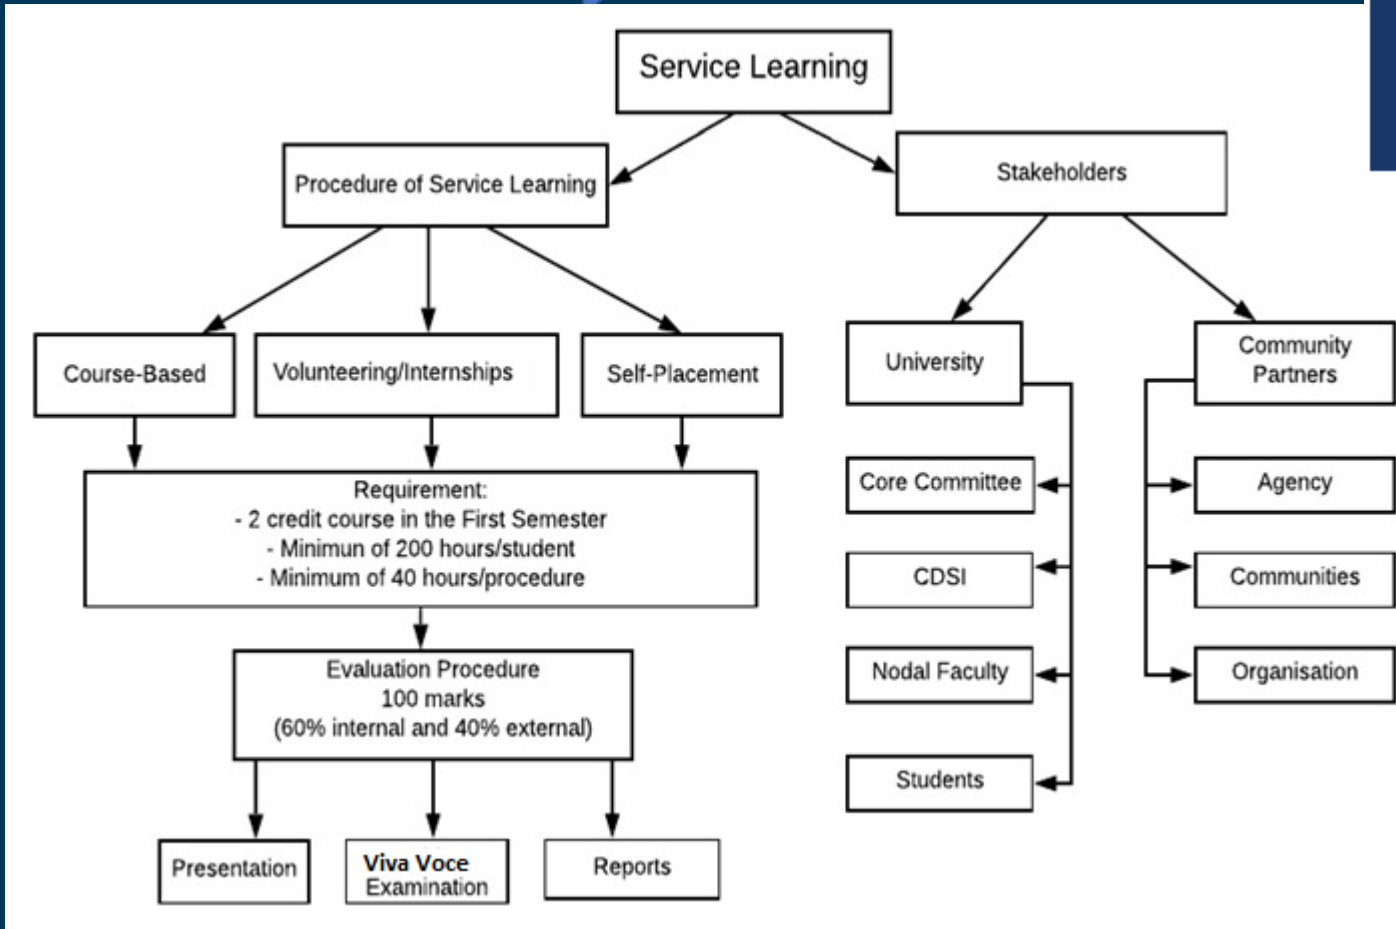 Service Learning
Procedure of Service Learning
Stakeholders
Course-Based
Volunteering/Internships
Self-Placement
University
Community
Partners
Requirement:
- 2 credit course in the First Semester
- Minimun of 200 hours/student
- Minimum of 40 hours/procedure
Core Committee
Agency
CDSI
Communities
Nodal Faculty
Organisation
Students
Evaluation Procedure
100 marks
(60% internal and 40% external)
Presentation
Viva Voce
Examination
Reports